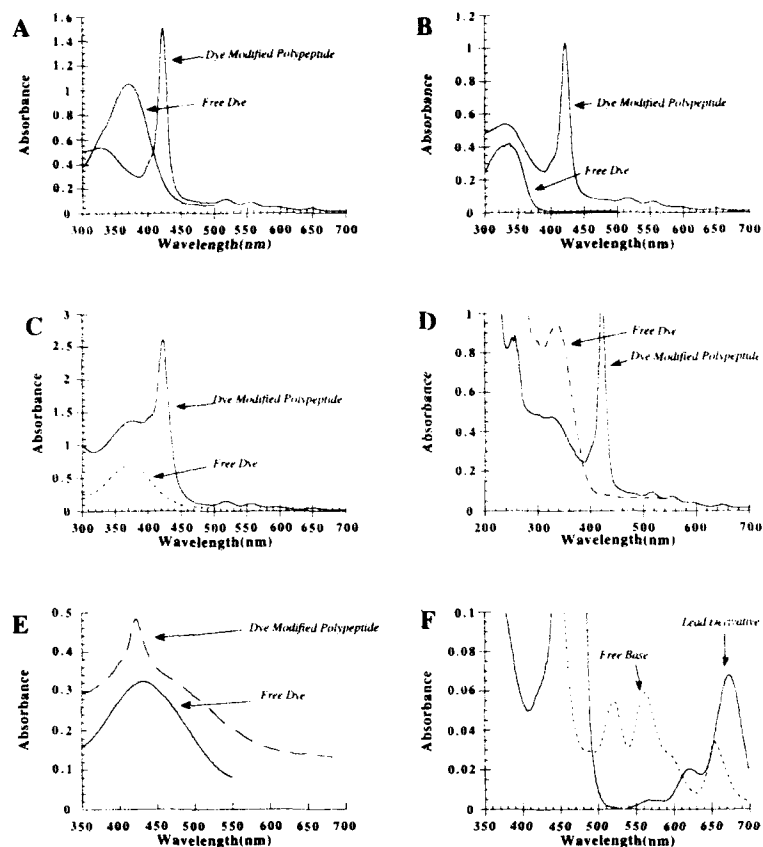 A
Absorbance
1.6
1.4
1.2
1
0.8
0.6
0.4
0.2
0
Dye Modified Polypeptide
Free Dye
300 350 400 450 500 550 600 650 700
Wavelength(nm)
B
Absorbance
1.2
1
0.8
0.6
0.4
0.2
0
Dye Modified Polypeptide
Free Dye
300 350 400 450 500 550 600 650 700
Wavelength(nm)
C
Absorbance
3
2.5
2
1.5
1
0.5
0
Dye Modified Polypeptide
Free Dye
300 350 400 450 500 550 600 650 700
Wavelength(nm)
D
Absorbance
1
0.8
0.6
0.4
0.2
0
Free Dye
Dye Modified Polypeptide
200 300 400 500 600 700
Wavelength(nm)
E
Absorbance
0.5
0.4
0.3
0.2
0.1
0
Dye Modified Polypeptide
Free Dye
350 400 450 500 550 600 650 700
Wavelength(nm)
F
Absorbance
0.1
0.08
0.06
0.04
0.02
0
Lead Derivative
Free Base
350 400 450 500 550 600 650 700
Wavelength(nm)